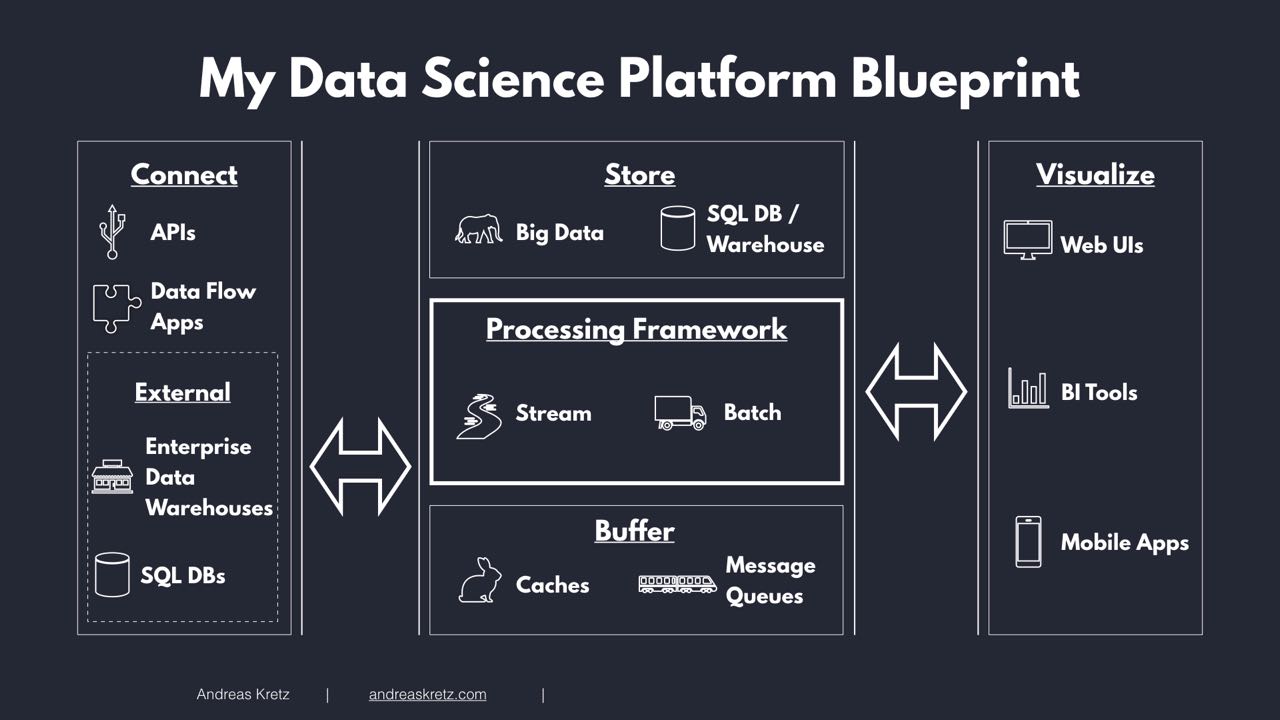 My Data Science Platform Blueprint
Connect
APIs
Data Flow
Apps
External
Enterprise
Data
Warehouses
SQL DBs
Store
Big Data
SQL DB /
Warehouse
Processing Framework
Stream
Batch
Buffer
Caches
Message
Queues
Visualize
Web UIs
BI Tools
Mobile Apps
Andreas Kretz | andreaskretz.com |